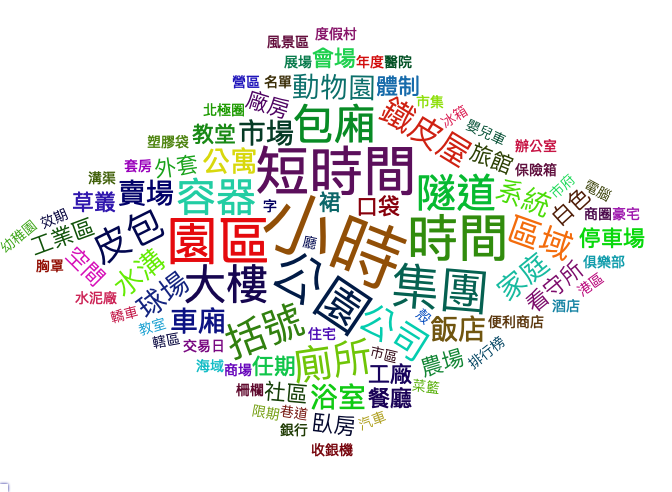 度假村
風景區
展場
會場
年度
醫院
營區
名單
動物園
體制
北極圈
廠房
市集
冰箱
塑膠袋
教堂
市場
包廂
鐵皮屋
嬰兒車
辦公室
套房
外套
公寓
短時間
旅館
保險箱
溝渠
草叢
賣場
容器
字
裙
口袋
隧道
系統
市府
電腦
幼稚園
效期
工業區
皮包
園區
小時
時間
區域
白色
商圈
豪宅
停車場
胸罩
空間
水溝
廳
家庭
看守所
俱樂部
水泥廠
轎車
球場
大樓
公園
集團
港區
酒店
教室
車廂
括號
公司
殼
飯店
便利商店
轄區
交易日
住宅
海域
商場
任期
廁所
市區
農場
排行榜
柵欄
社區
浴室
工廠
餐廳
菜籃
限期
巷道
銀行
臥房
汽車
收銀機